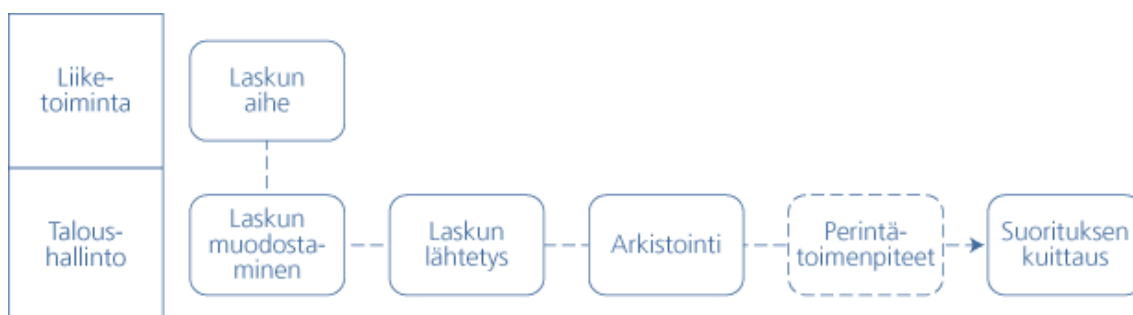 Liike-
toiminta
Laskun
aihe
Talous-
hallinto
Laskun
muodosta-
minen
Laskun
lähtetys
Arkistointi
Perintä-
toimenpiteet
Suorituksen
kuittaus